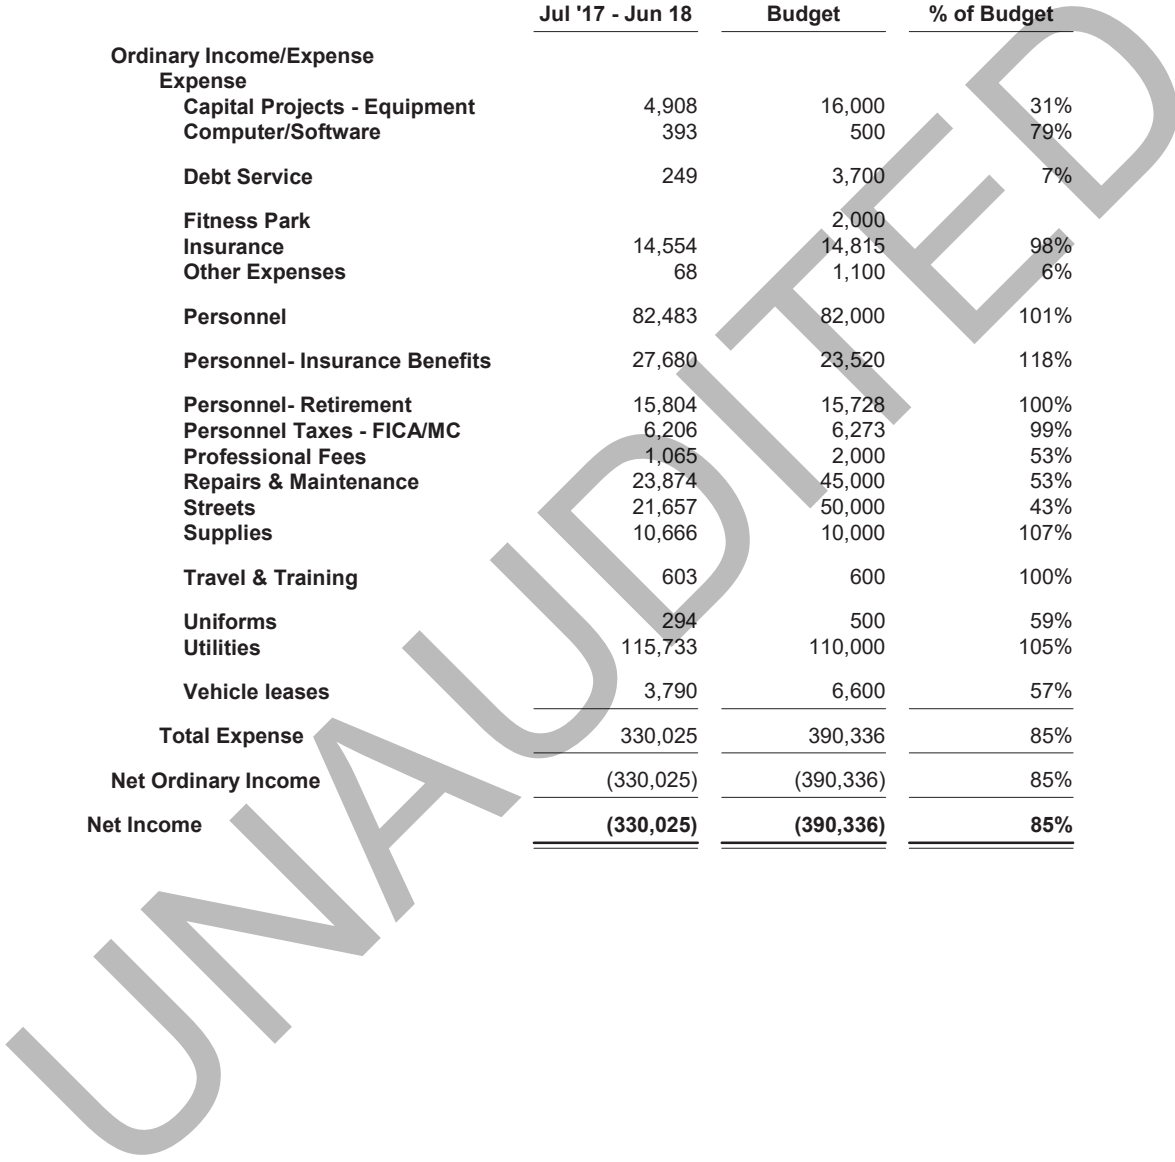 Jul '17 - Jun 18 Budget % of Budget
Ordinary Income/Expense
Expense
Capital Projects - Equipment 4,908 16,000 31%
Computer/Software 393 500 79%
Debt Service 249 3,700 7%
Fitness Park 2,000
Insurance 14,554 14,815 98%
Other Expenses 68 1,100 6%
Personnel 82,483 82,000 101%
Personnel- Insurance Benefits 27,680 23,520 118%
Personnel- Retirement 15,804 15,728 100%
Personnel Taxes - FICA/MC 6,206 6,273 99%
Professional Fees 1,065 2,000 53%
Repairs & Maintenance 23,874 45,000 53%
Streets 21,657 50,000 43%
Supplies 10,666 10,000 107%
Travel & Training 603 600 100%
Uniforms 294 500 59%
Utilities 115,733 110,000 105%
Vehicle leases 3,790 6,600 57%
Total Expense 330,025 390,336 85%
Net Ordinary Income (330,025) (390,336) 85%
Net Income (330,025) (390,336) 85%
UNAUDITED